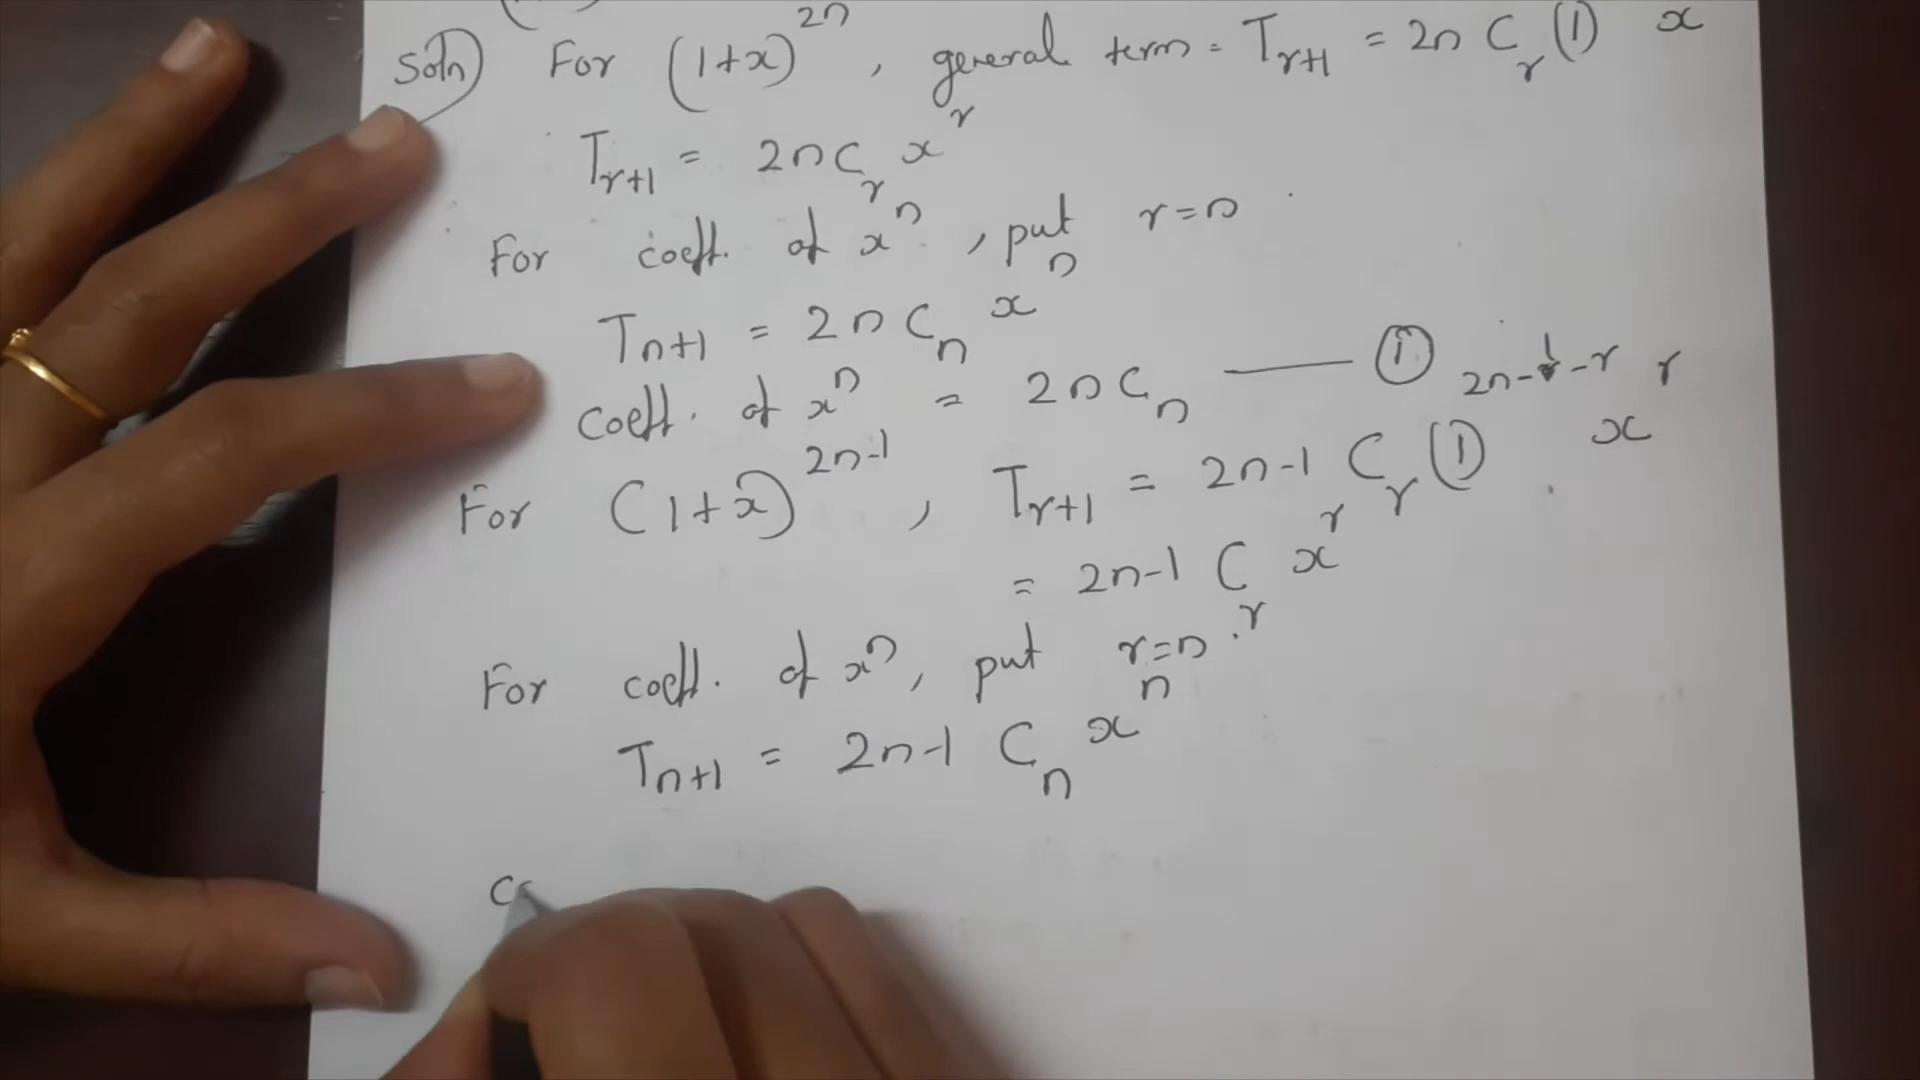 Soln) For (1+x)^2n , general term = T_r+1 = 2n C_r (1) x
T_r+1 = 2n C_r x^r
For coeff. of x^n , put r=n
T_n+1 = 2n C_n x^n
coeff. of x^n = 2n C_n —— (i)
For (1+x)^2n-1 , T_r+1 = 2n-1 C_r (1)^2n-1-r x^r
= 2n-1 C_r x^r
For coeff. of x^n, put r=n.
T_n+1 = 2n-1 C_n x^n